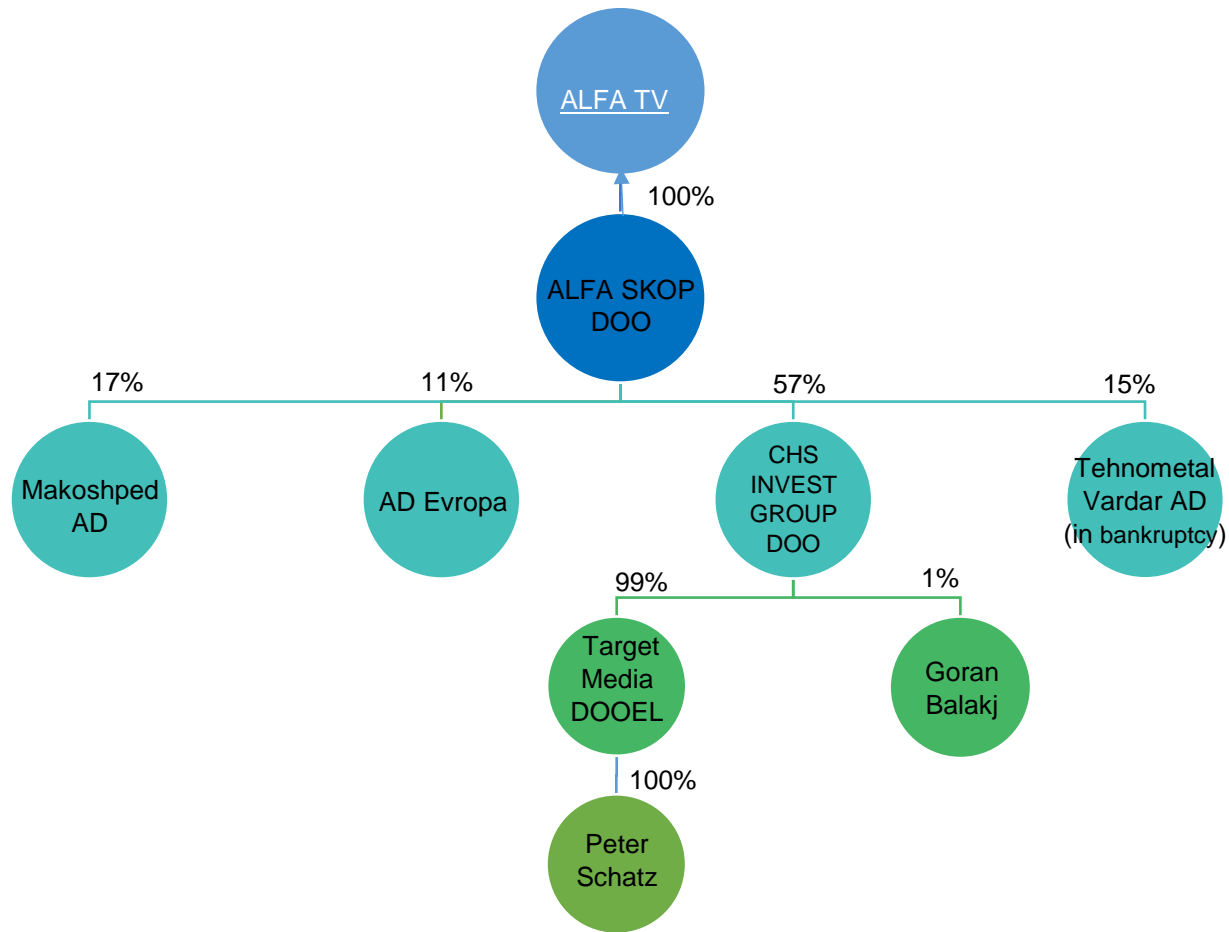 ALFA TV
100%
ALFA SKOP
DOO
17%
11%
57%
15%
Makoshped
AD
AD Evropa
CHS
INVEST
GROUP
DOO
Tehnometal
Vardar AD
(in bankruptcy)
99%
1%
Target
Media
DOOEL
Goran
Balakj
100%
Peter
Schatz